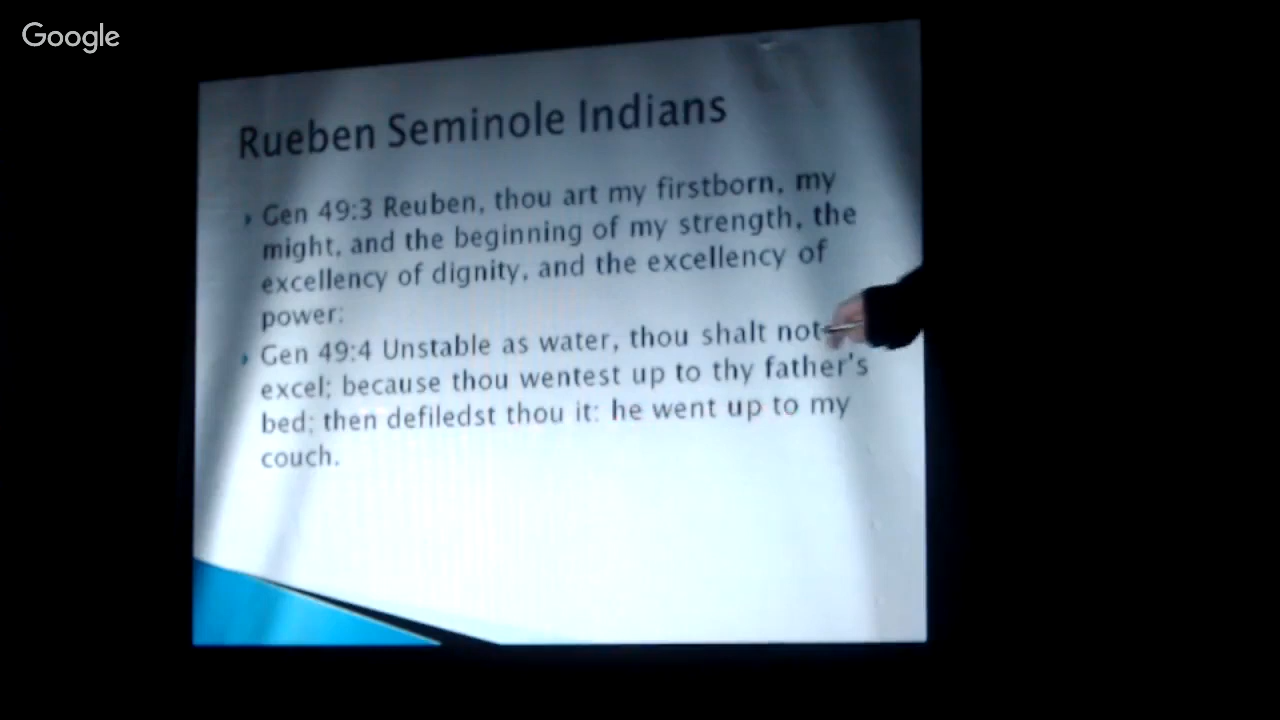 Google
Rueben Seminole Indians
Gen 49:3 Reuben, thou art my firstborn, my
might, and the beginning of my strength, the
excellency of dignity, and the excellency of
power:
Gen 49:4 Unstable as water, thou shalt not
excel; because thou wentest up to thy father's
bed; then defiledst thou it: he went up to my
couch.